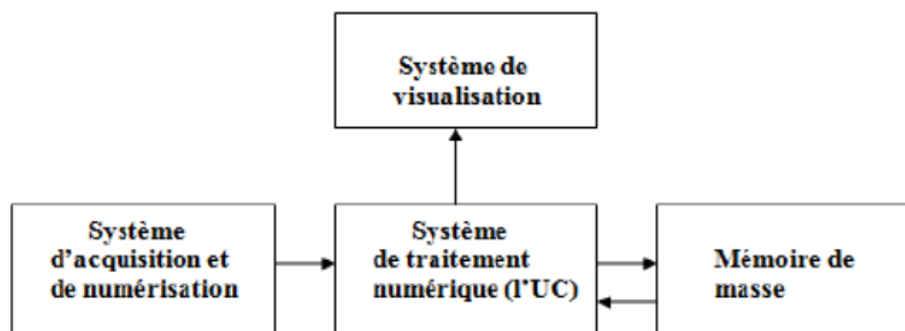 Système de
visualisation
Système
d'acquisition et
de numérisation
Système
de traitement
numérique (l'UC)
Mémoire de
masse